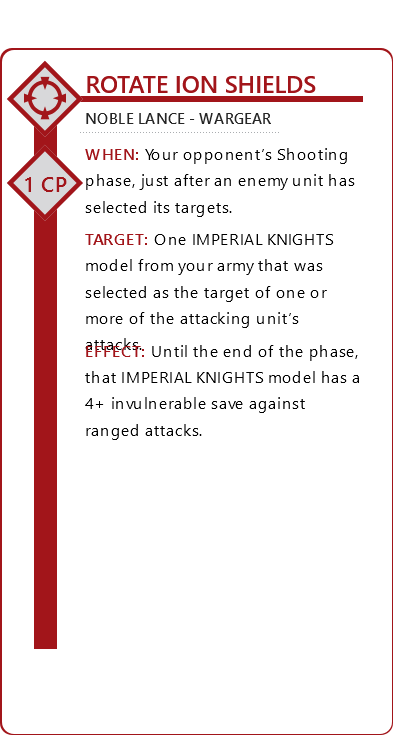 ROTATE ION SHIELDS
NOBLE LANCE - WARGEAR
1 CP
WHEN: Your opponent's Shooting
phase, just after an enemy unit has
selected its targets.
TARGET: One IMPERIAL KNIGHTS
model from your army that was
selected as the target of one or
more of the attacking unit's
attacks.
EFFECT: Until the end of the phase,
that IMPERIAL KNIGHTS model has a
4+ invulnerable save against
ranged attacks.